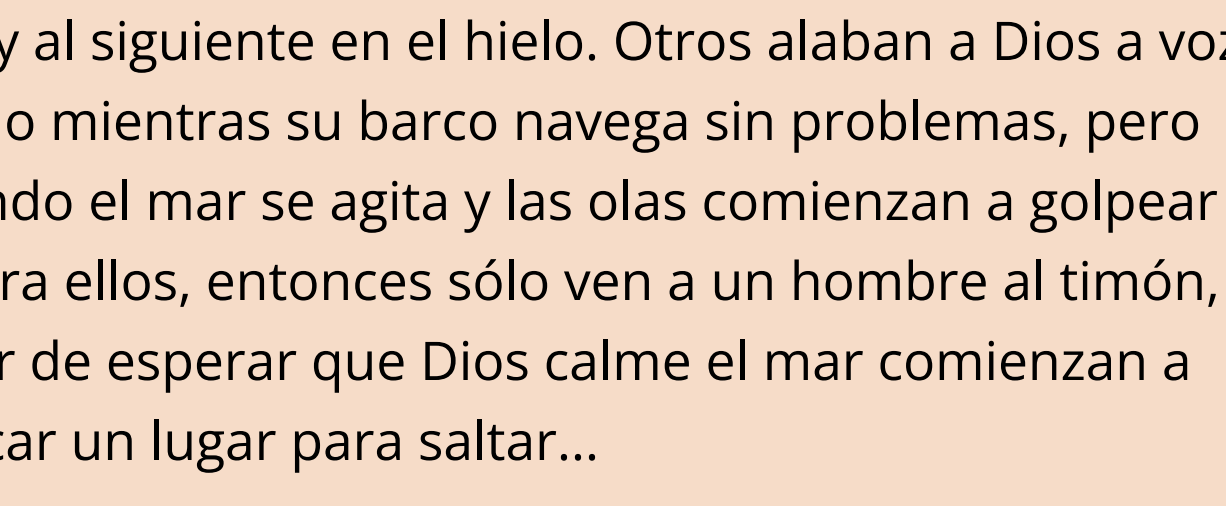 y al siguiente en el hielo. Otros alaban a Dios a voz
o mientras su barco navega sin problemas, pero
ndo el mar se agita y las olas comienzan a golpear
ra ellos, entonces sólo ven a un hombre al timón,
r de esperar que Dios calme el mar comienzan a
car un lugar para saltar...